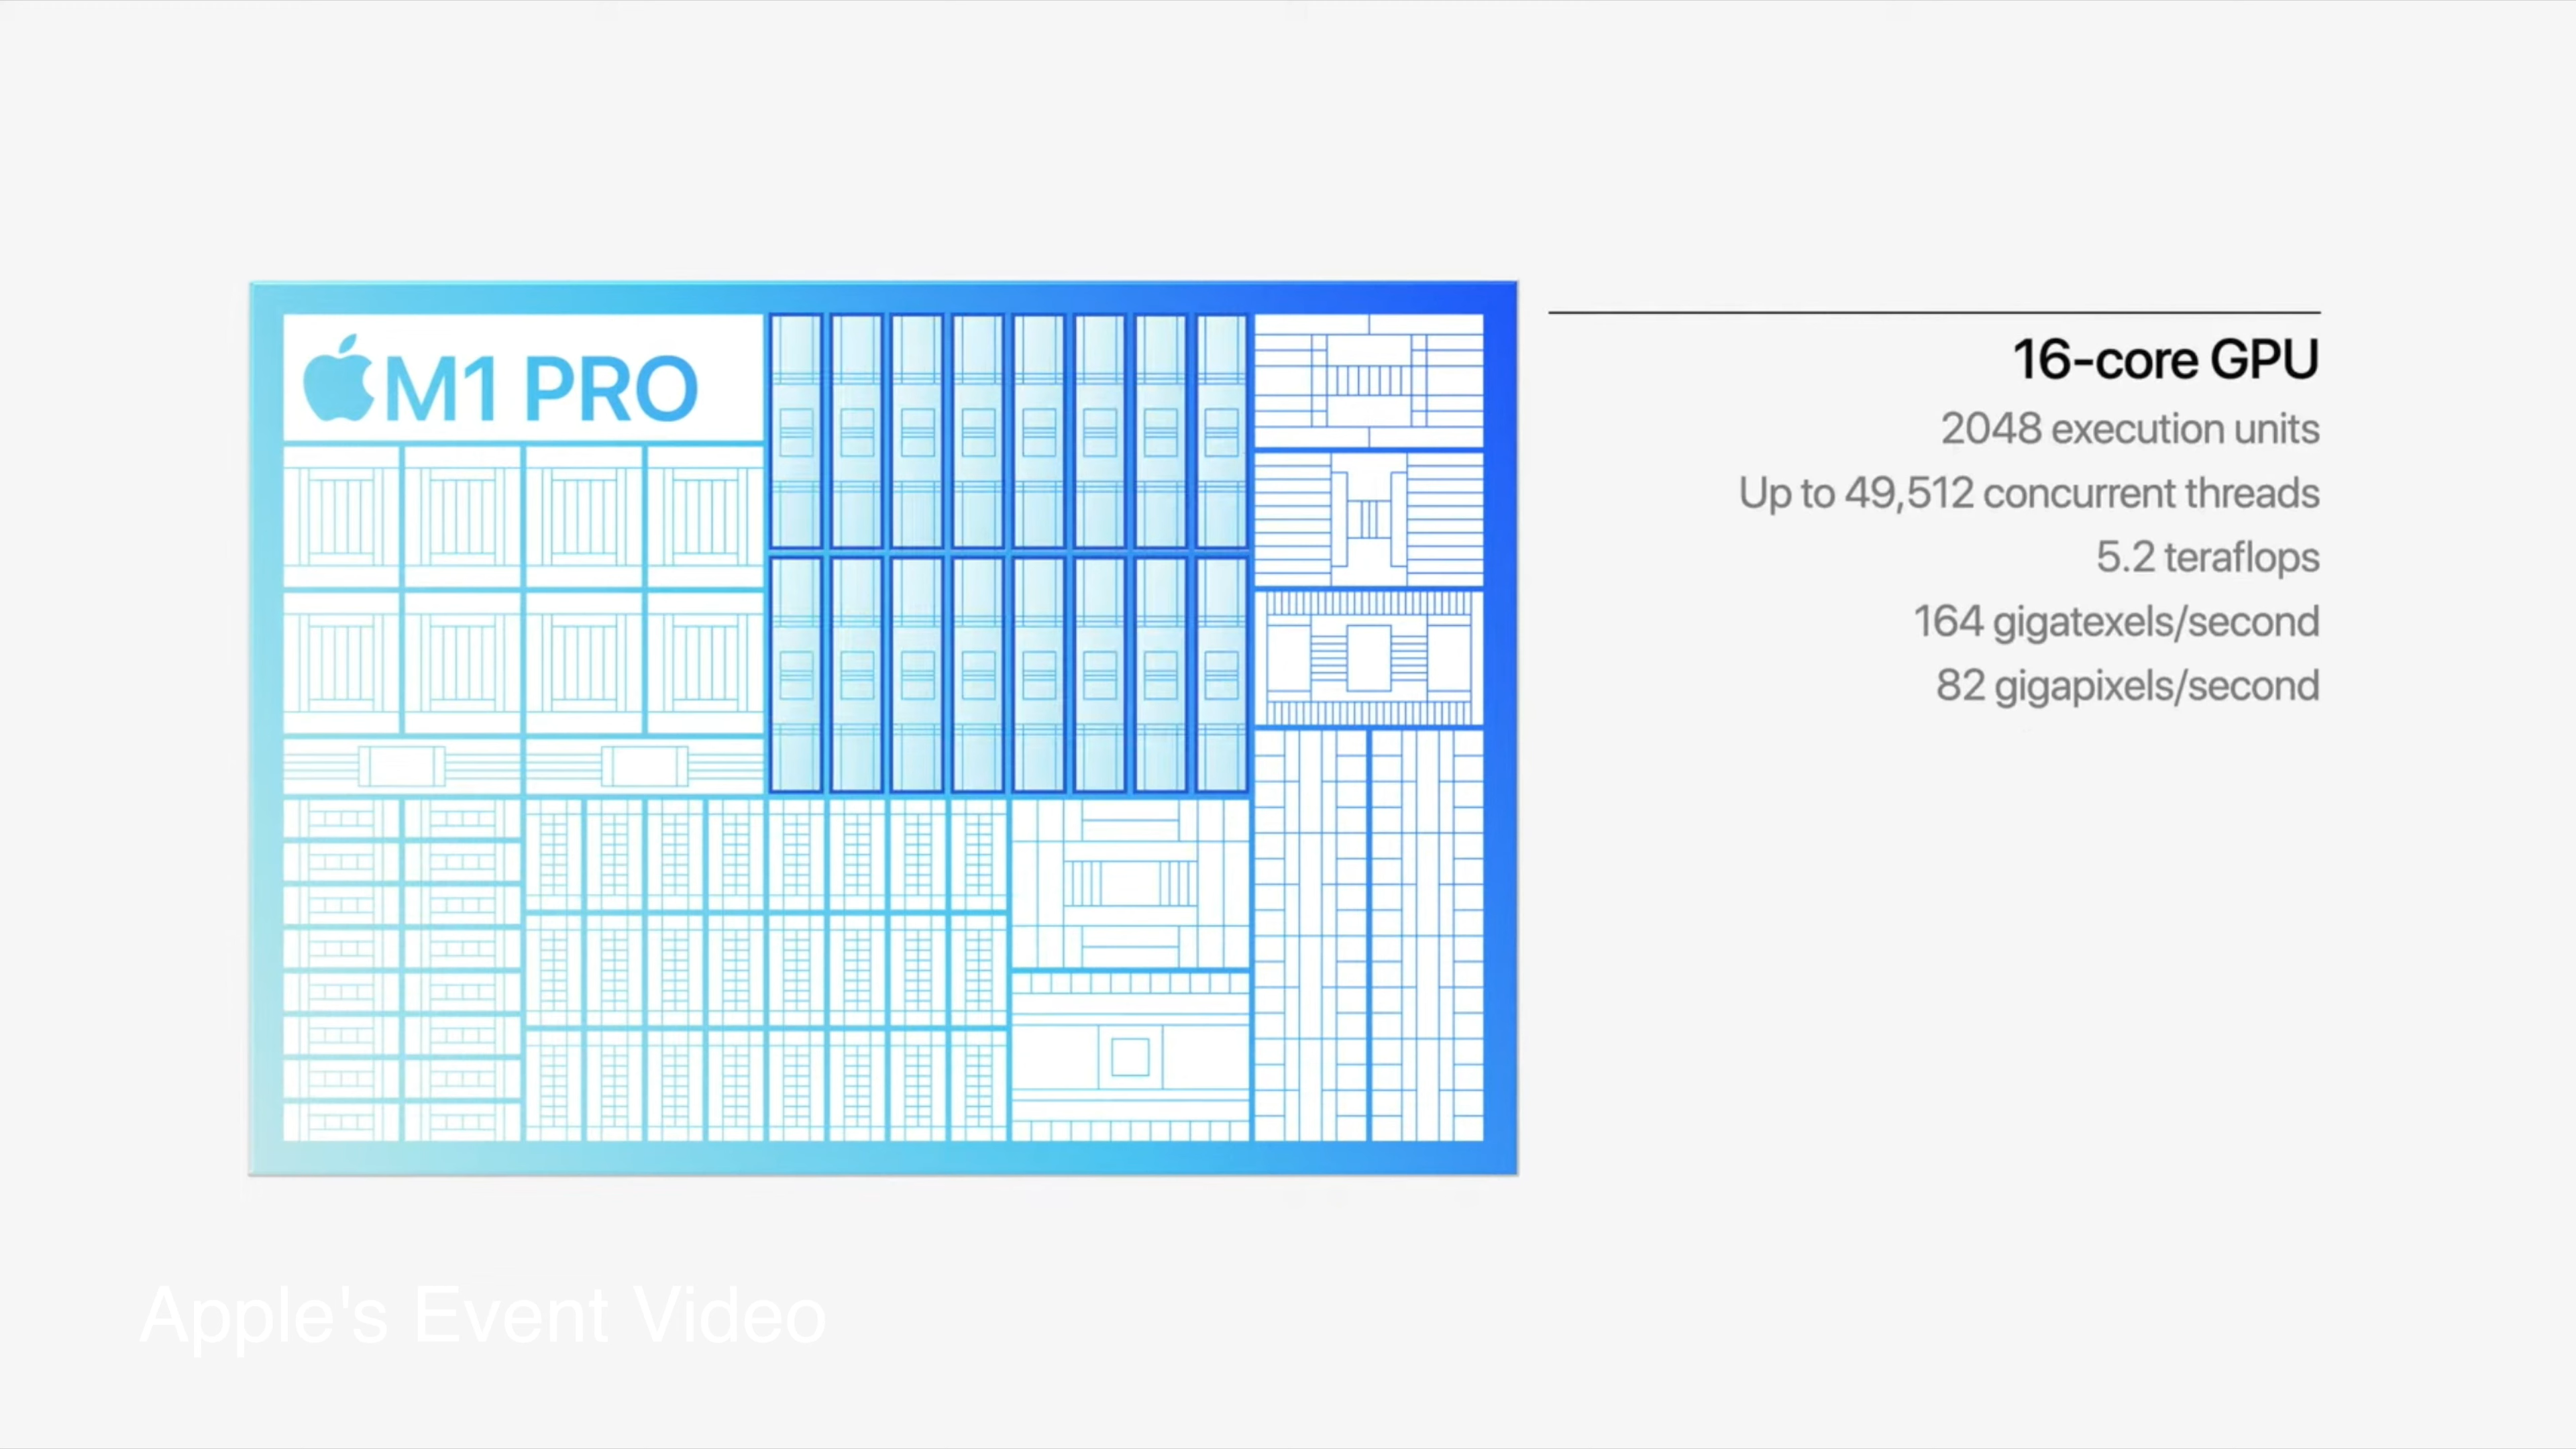 M1 PRO
16-core GPU
2048 execution units
Up to 49,512 concurrent threads
5.2 teraflops
164 gigatexels/second
82 gigapixels/second
Apple's Event Video